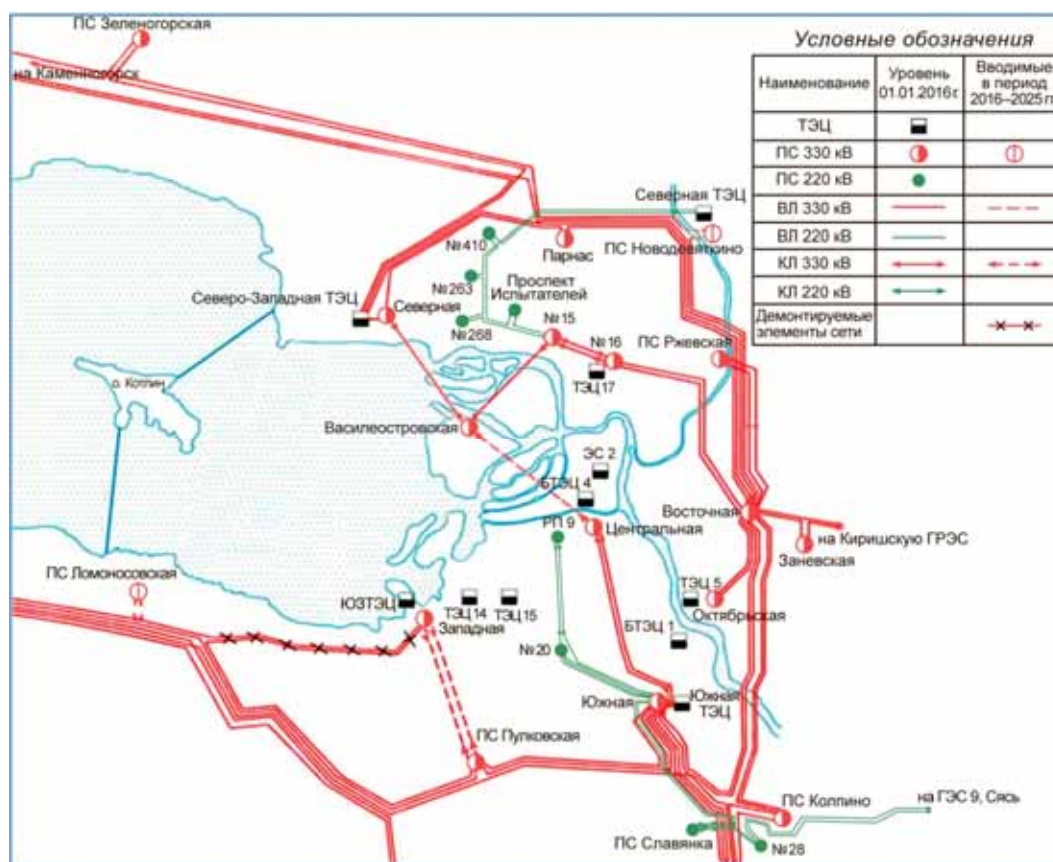 ПС Зеленогорская
на Каменногорск
Условные обозначения
Наименование
Уровень
01.01.2016 г.
Вводимые
в период
2016–2025 гг
ТЭЦ
ПС 330 кВ
ПС 220 кВ
ВЛ 330 кВ
ВЛ 220 кВ
КЛ 330 кВ
КЛ 220 кВ
Демонтируемые
элементы сети
Северная ТЭЦ
ПС Новодевяткино
Парнас
№410
№263
Проспект
Испытателей
Северо-Западная ТЭЦ
Северная
№268
№15
№16
ТЭЦ 17
ПС Ржевская
о. Котлин
Василеостровская
ЭС 2
БТЭЦ 4
РП 9
Центральная
Восточная
на Киришскую ГРЭС
Заневская
ПС Ломоносовская
ЮЗТЭЦ
ТЭЦ 14
ТЭЦ 15
Западная
ТЭЦ 5
Октябрьская
БТЭЦ 1
№20
Южная
Южная
ТЭЦ
ПС Пулковская
ПС Колпино
на ГЭС 9, Сясь
ПС Славянка
№28